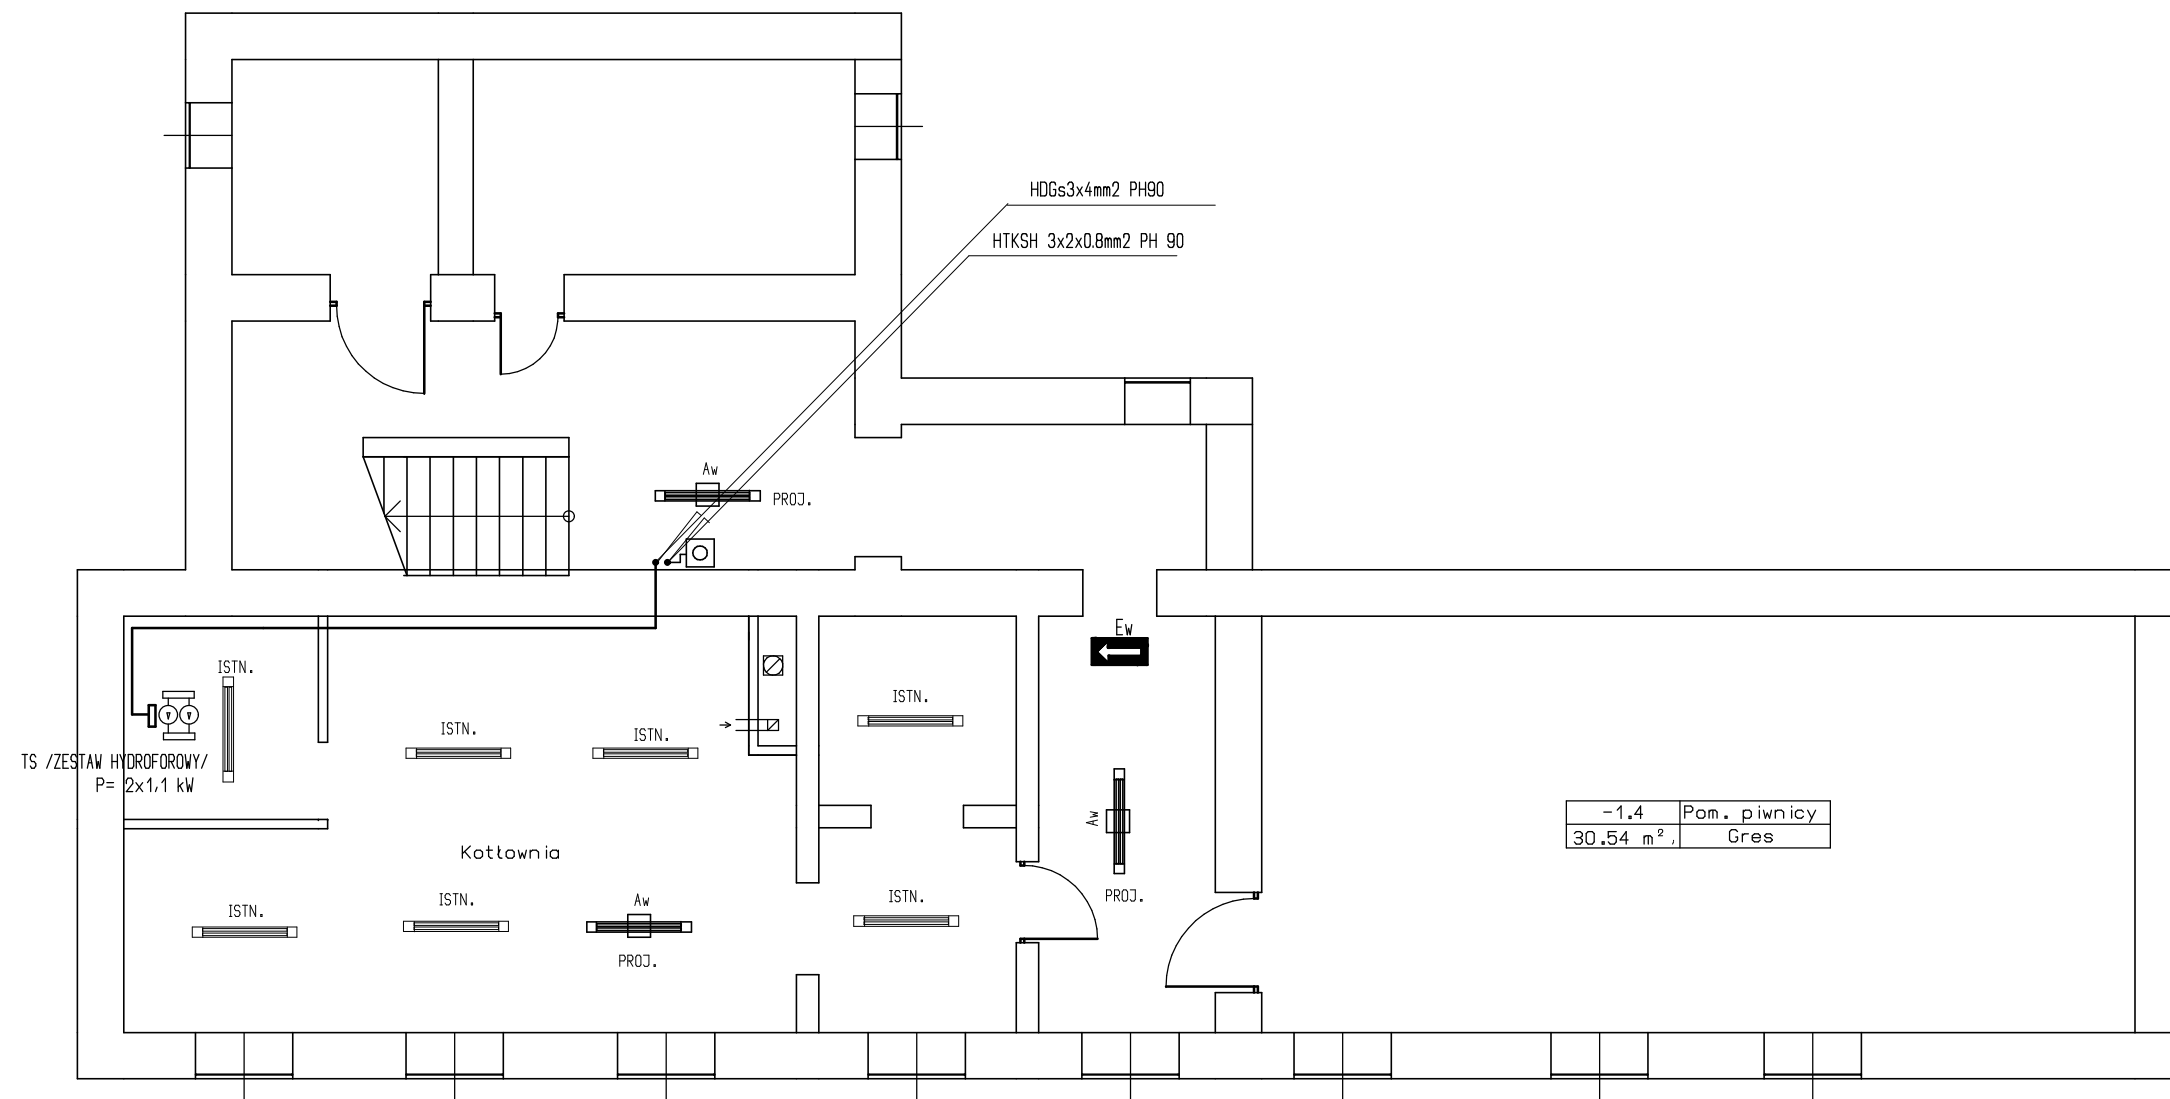 HDGs3x4mm2 PH90
HTKSH 3x2x0.8mm2 PH 90
Aw
PROJ.
Ew
ISTN.
ISTN.
ISTN.
ISTN.
TS /ZESTAW HYDROFOROWY/
P= 2x1,1 kW
Aw
PROJ.
-1.4 Pom. piwnicy
30.54 m², Gres
Kotłownia
ISTN.
ISTN.
Aw
PROJ.
ISTN.